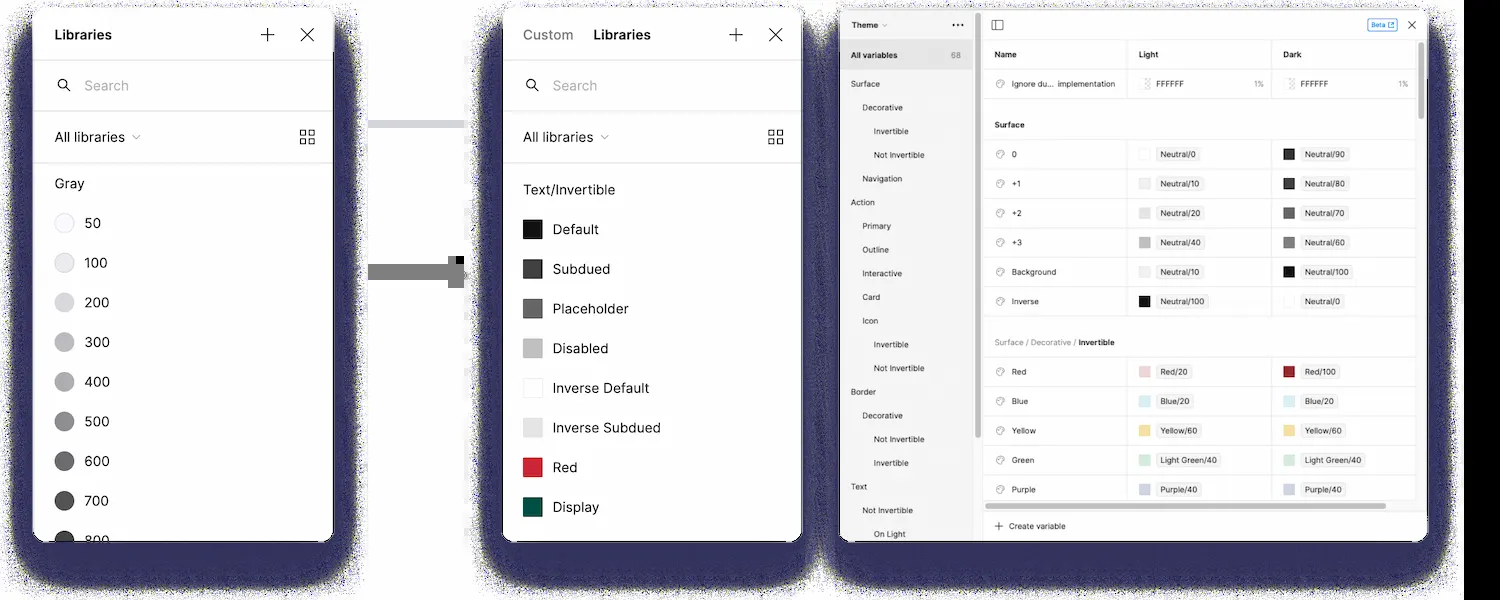 Libraries
Search
All libraries
Gray
50
100
200
300
400
500
600
700
800
Custom Libraries
Search
All libraries
Text/Invertible
Default
Subdued
Placeholder
Disabled
Inverse Default
Inverse Subdued
Red
Display
Theme
All variables 68
Surface
Decorative
Invertible
Not Invertible
Navigation
Action
Primary
Outline
Interactive
Card
Icon
Invertible
Not Invertible
Border
Decorative
Not Invertible
Invertible
Text
Not Invertible
On Light
Beta
Name Light Dark
Ignore du... implementation FFFFFF 1% FFFFFF 1%
Surface
0 Neutral/0 Neutral/90
+1 Neutral/10 Neutral/80
+2 Neutral/20 Neutral/70
+3 Neutral/40 Neutral/60
Background Neutral/10 Neutral/100
Inverse Neutral/100 Neutral/0
Surface / Decorative / Invertible
Red Red/20 Red/100
Blue Blue/20 Blue/20
Yellow Yellow/60 Yellow/60
Green Light Green/40 Light Green/40
Purple Purple/40 Purple/40
Create variable